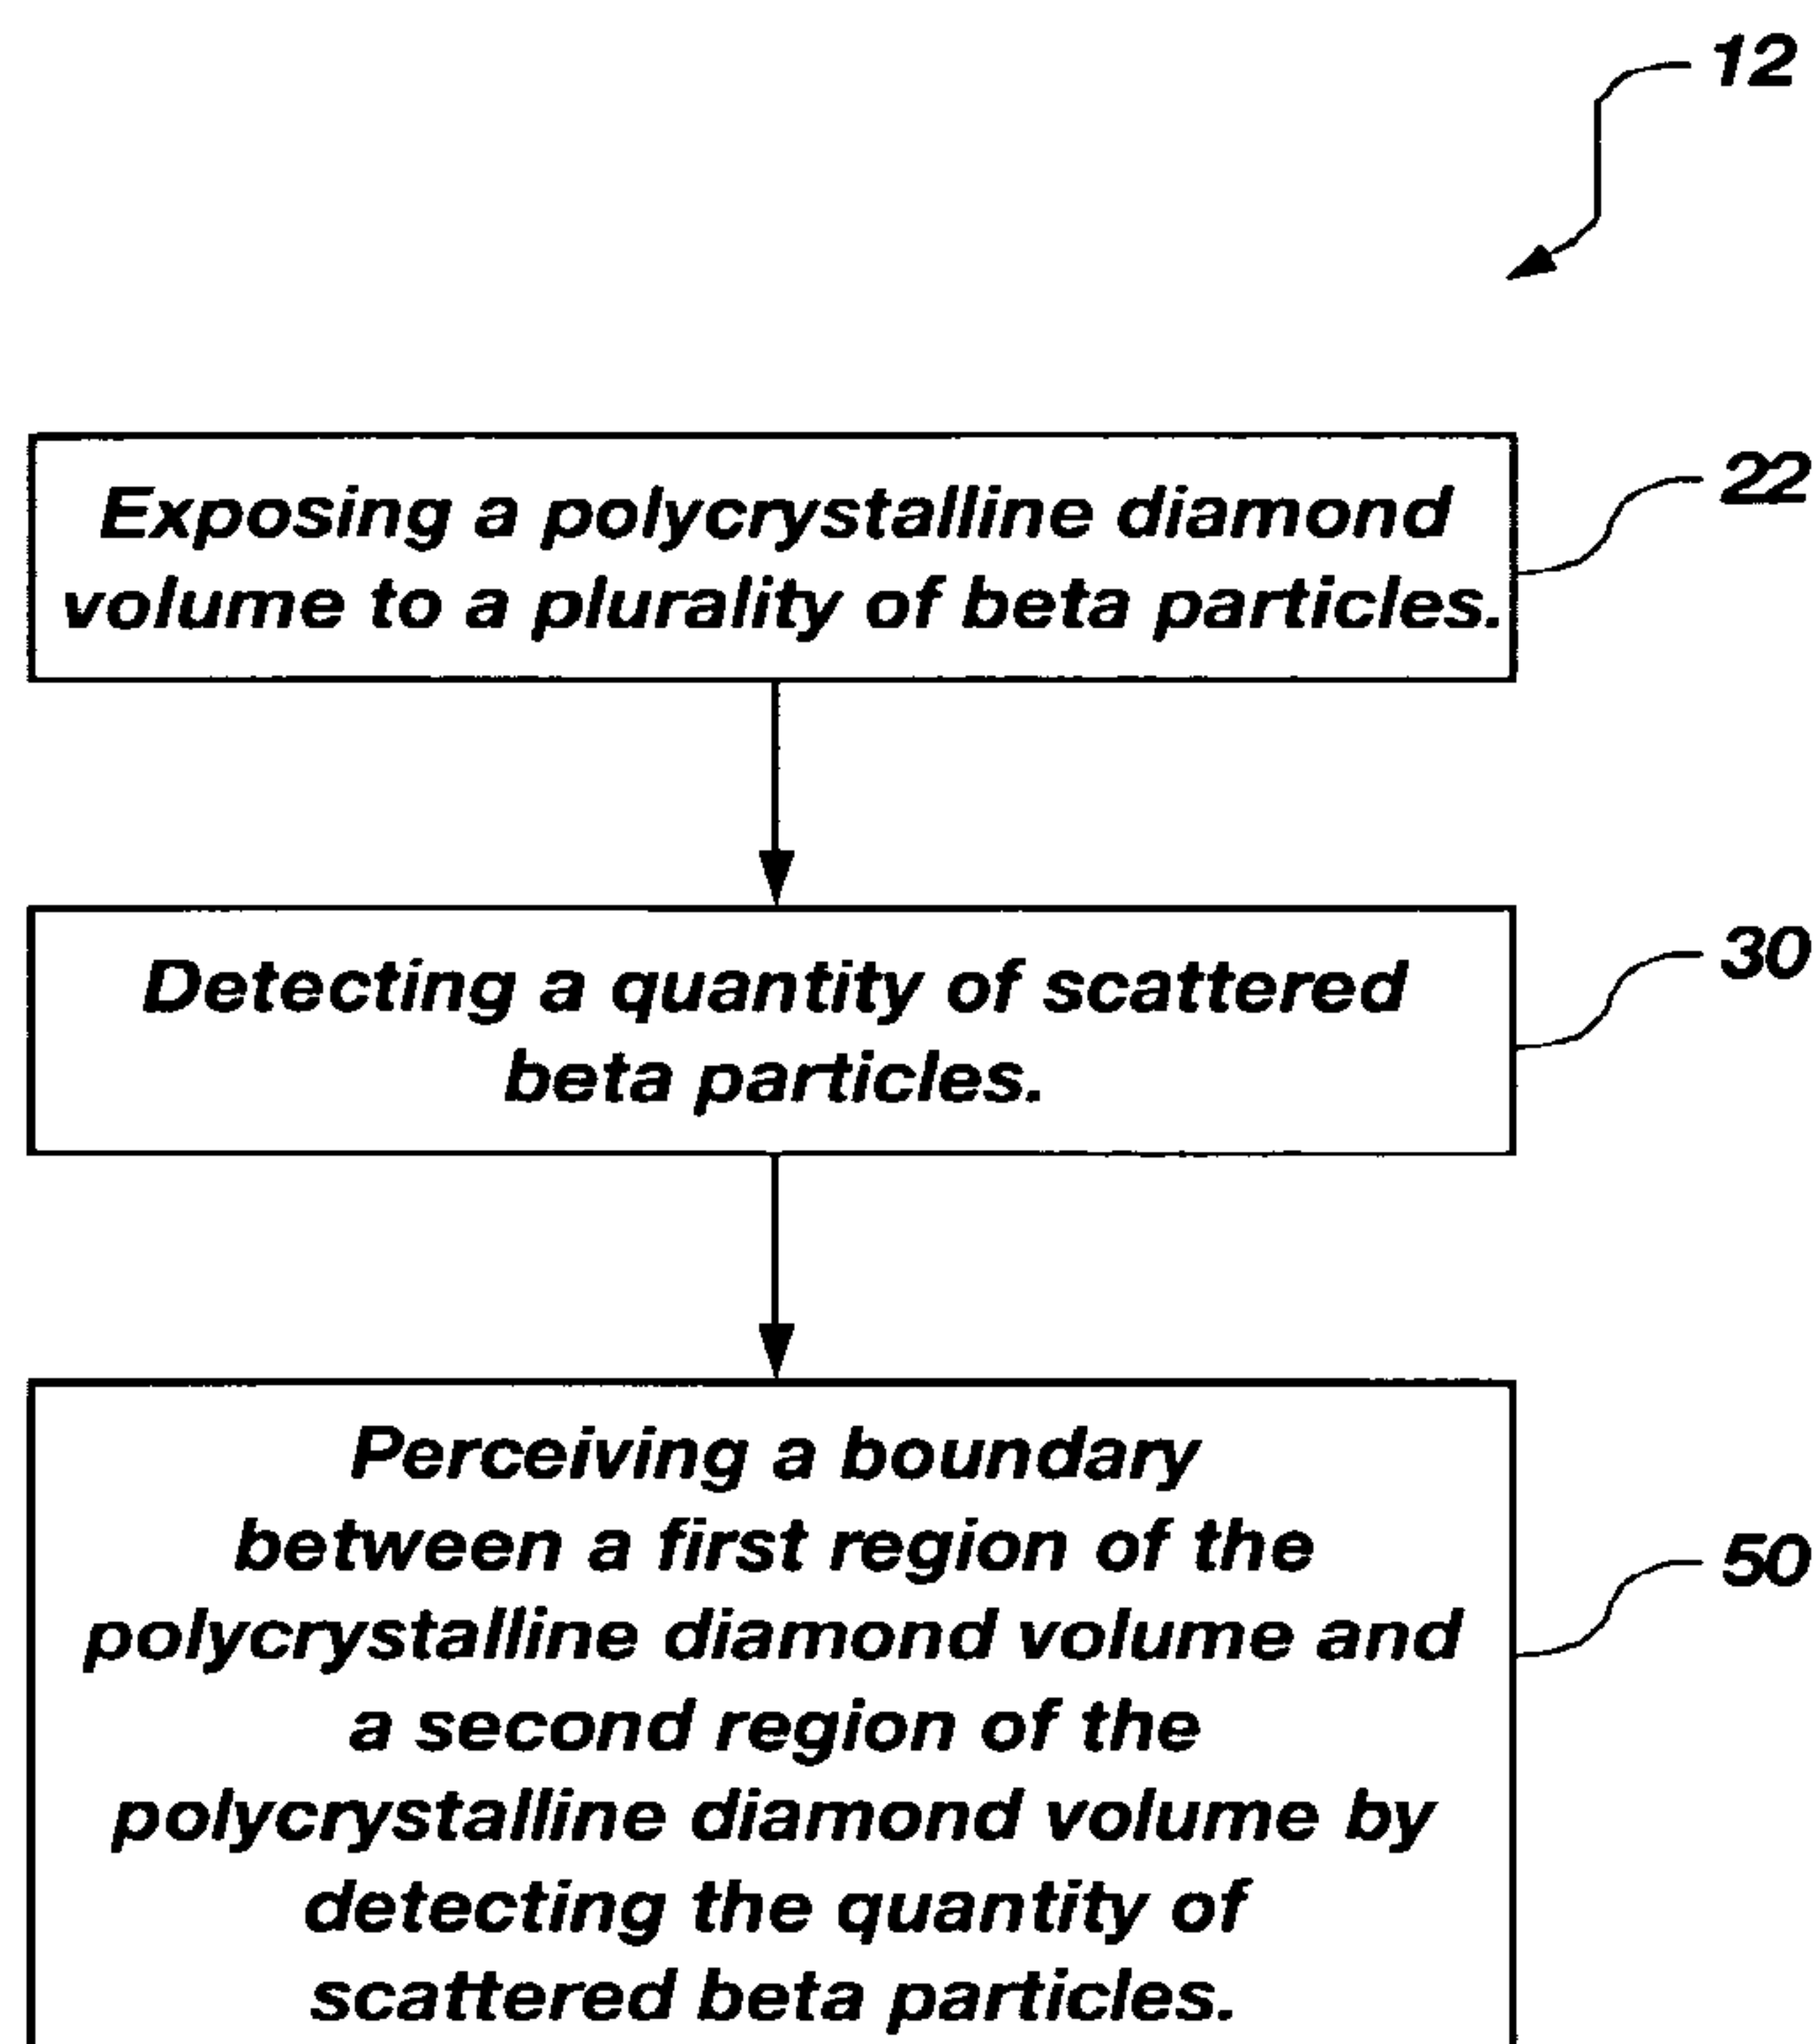 12
Exposing a polycrystalline diamond
volume to a plurality of beta particles.
22
Detecting a quantity of scattered
beta particles.
30
Perceiving a boundary
between a first region of the
polycrystalline diamond volume and
a second region of the
polycrystalline diamond volume by
detecting the quantity of
scattered beta particles.
50